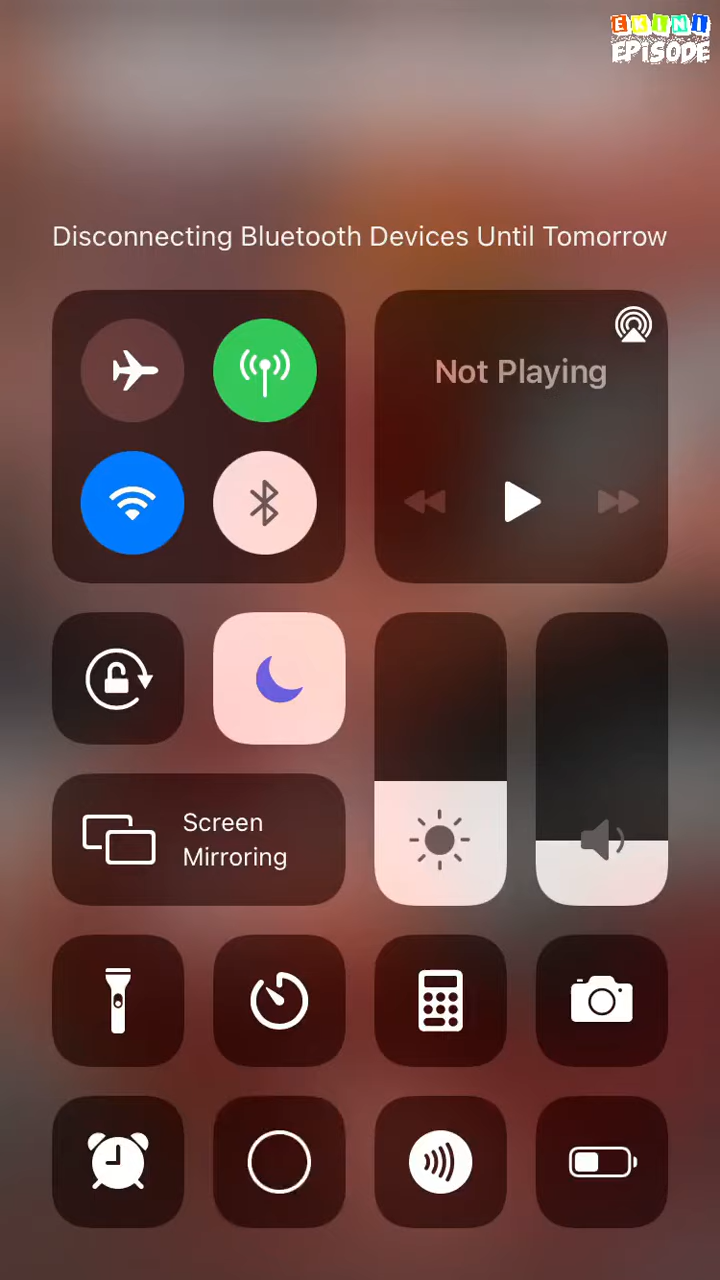 EKINI
EPISODE
Disconnecting Bluetooth Devices Until Tomorrow
Not Playing
Screen
Mirroring